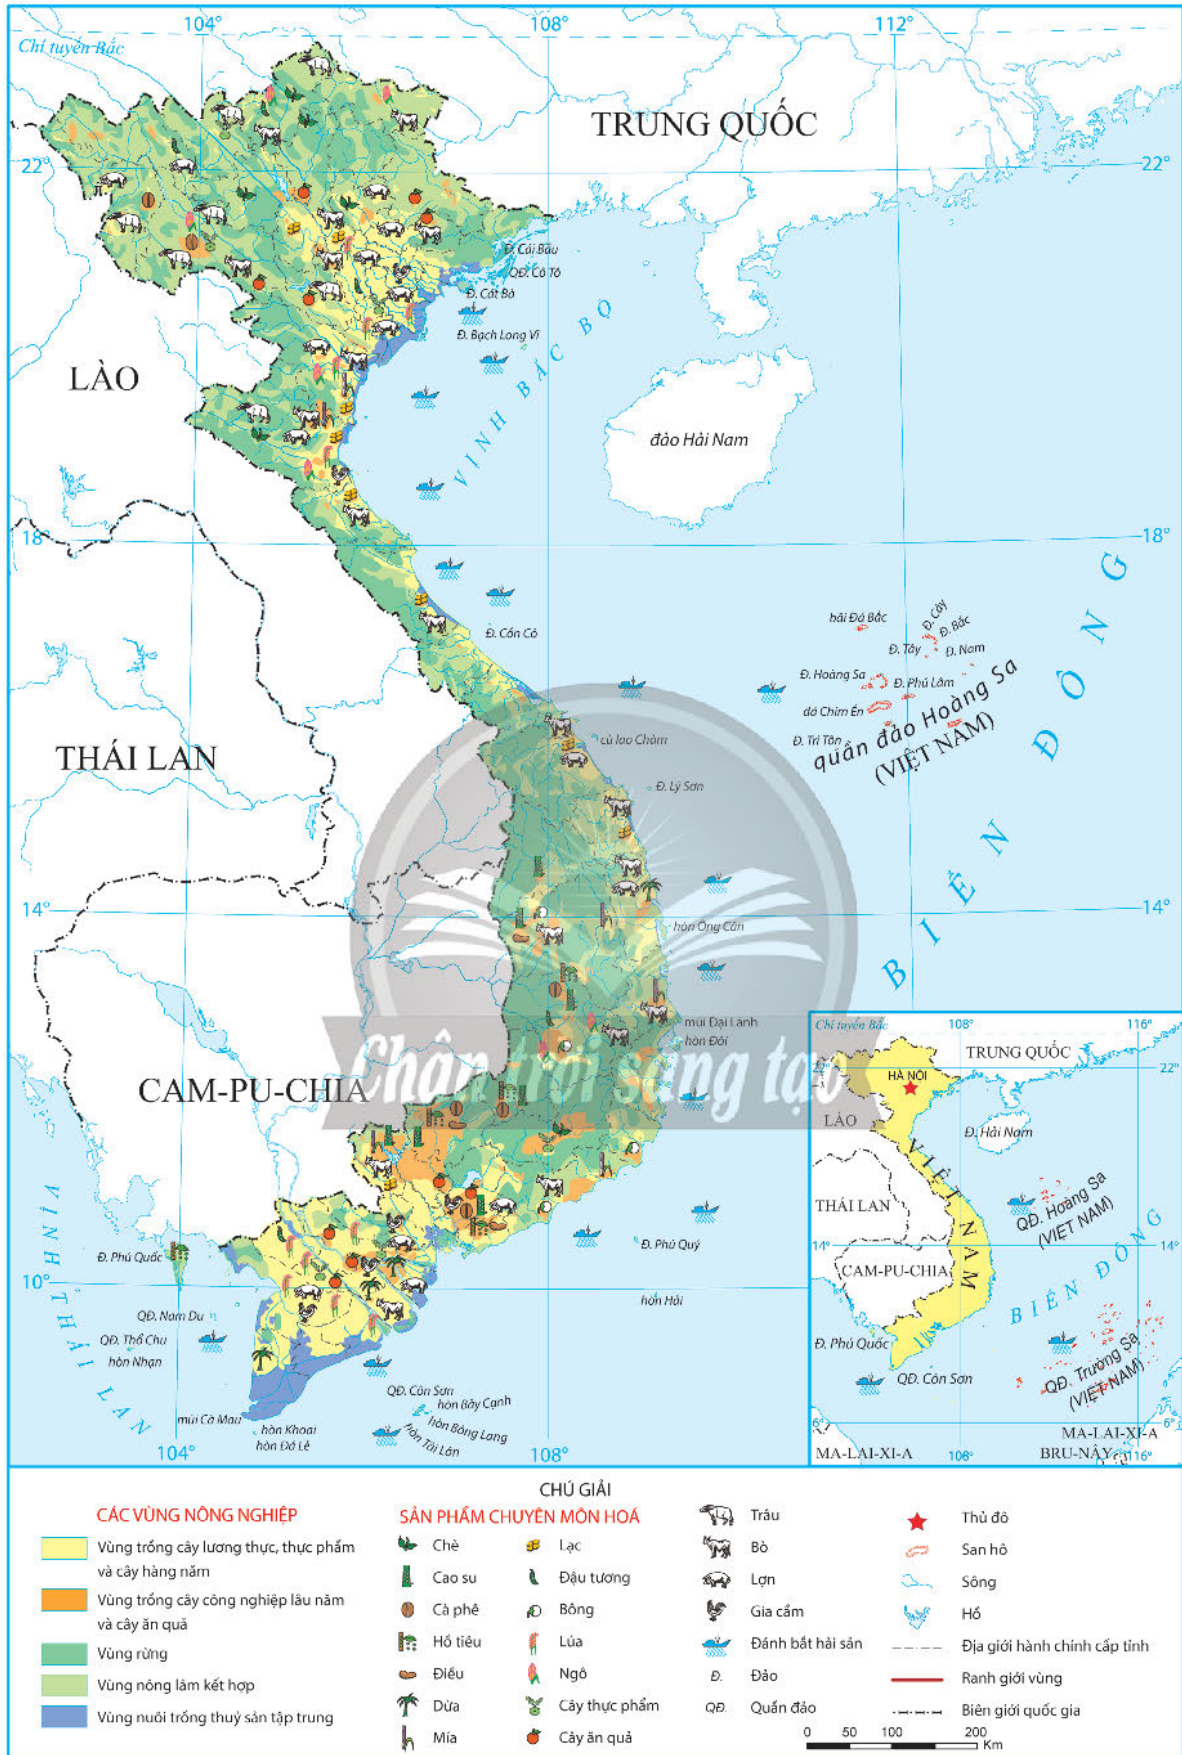 104°
108°
112°
Chí tuyến Bắc
TRUNG QUỐC
22°
22°
Đ. Cái Bầu
QĐ. Cô Tô
Đ. Cát Bà
Đ. Bạch Long Vĩ
VỊNH BẮC BỘ
LÀO
đảo Hải Nam
18°
18°
Đ. Cồn Cỏ
bãi Đá Bắc
Đ. Cây
Đ. Bắc
Đ. Tây
Đ. Nam
Đ. Hoàng Sa
Đ. Phú Lâm
đá Chim Én
Đ. Tri Tôn
quần đảo Hoàng Sa
(VIỆT NAM)
BIỂN ĐÔNG
THÁI LAN
cù lao Chàm
Đ. Lý Sơn
14°
14°
hòn Ông Căn
mũi Đại Lãnh
hòn Đôi
Chân trời sáng tạo
CAM-PU-CHIA
VỊNH THÁI LAN
Đ. Phú Quốc
10°
Đ. Phú Quý
hòn Hải
QĐ. Nam Du
QĐ. Thổ Chu
hòn Nhạn
QĐ. Côn Sơn
hòn Bảy Cạnh
hòn Bông Lang
hòn Tài Lớn
mũi Cà Mau
hòn Khoai
hòn Đá Lẻ
104°
108°
Chí tuyến Bắc
108°
116°
TRUNG QUỐC
22°
22°
HÀ NỘI
LÀO
Đ. Hải Nam
VIỆT NAM
THÁI LAN
QĐ. Hoàng Sa
(VIỆT NAM)
14°
14°
CAM-PU-CHIA
BIỂN ĐÔNG
Đ. Phú Quốc
QĐ. Trường Sa
(VIỆT NAM)
QĐ. Côn Sơn
6°
6°
MA-LAI-XI-A
MA-LAI-XI-A
BRU-NÂY
108°
116°
CHÚ GIẢI
CÁC VÙNG NÔNG NGHIỆP
Vùng trồng cây lương thực, thực phẩm
và cây hàng năm
Vùng trồng cây công nghiệp lâu năm
và cây ăn quả
Vùng rừng
Vùng nông lâm kết hợp
Vùng nuôi trồng thuỷ sản tập trung
SẢN PHẨM CHUYÊN MÔN HOÁ
Chè
Cao su
Cà phê
Hồ tiêu
Điều
Dừa
Mía
Lạc
Đậu tương
Bông
Lúa
Ngô
Cây thực phẩm
Cây ăn quả
Trâu
Bò
Lợn
Gia cầm
Đánh bắt hải sản
Đ. Đảo
QĐ. Quần đảo
Thủ đô
San hô
Sông
Hồ
Địa giới hành chính cấp tỉnh
Ranh giới vùng
Biên giới quốc gia
0 50 100 200
Km